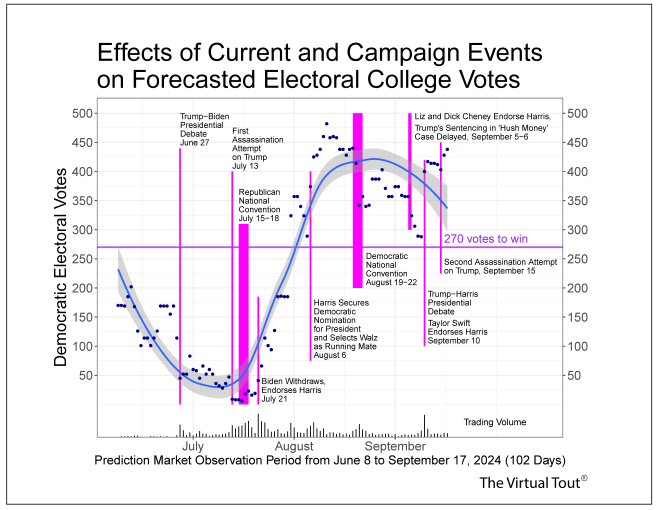 Effects of Current and Campaign Events
on Forecasted Electoral College Votes
Democratic Electoral Votes
500
450
400
350
300
250
200
150
100
50
500
450
400
350
300
250
200
150
100
50
Trump−Biden
Presidential
Debate
June 27
First
Assassination
Attempt
on Trump
July 13
Republican
National
Convention
July 15−18
Liz and Dick Cheney Endorse Harris,
Trump's Sentencing in 'Hush Money'
Case Delayed, September 5−6
270 votes to win
Democratic
National
Convention
August 19−22
Second Assassination Attempt
on Trump, September 15
Harris Secures
Democratic
Nomination
for President
and Selects Walz
as Running Mate
August 6
Trump−Harris
Presidential
Debate
Taylor Swift
Endorses Harris
September 10
Biden Withdraws,
Endorses Harris
July 21
Trading Volume
July
August
September
Prediction Market Observation Period from June 8 to September 17, 2024 (102 Days)
The Virtual Tout®